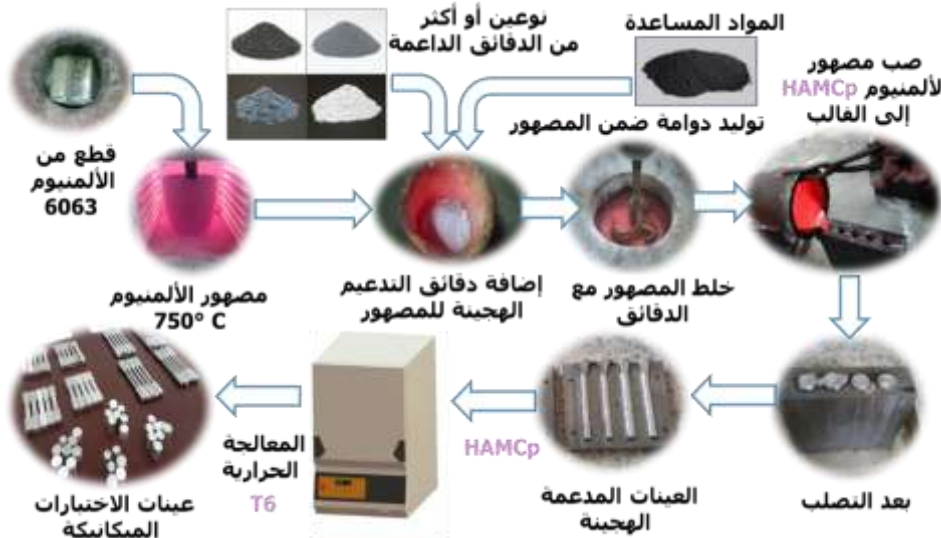 نوعين أو أكثر
من الدقائق الداعمة
المواد المساعدة
صب مصهور
لألمنيوم HAMCp
إلى القالب
توليد دوامة ضمن المصهور
قطع من
الألمنيوم
6063
مصهور الألمنيوم
750° C
إضافة دقائق التدعيم
الهجينة للمصهور
خلط المصهور مع
الدقائق
بعد التصلب
HAMCp
العينات المدعمة
الهجينة
المعالجة
الحرارية
T6
عينات الاختبارات
الميكانيكة